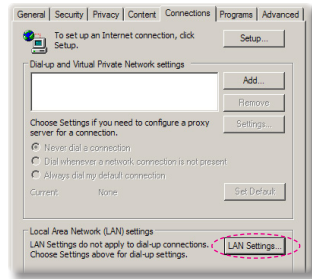 General Security Privacy Content Connections Programs Advanced
To set up an Internet connection, click
Setup.
Setup...
Dial-up and Virtual Private Network settings
Add...
Remove
Choose Settings if you need to configure a proxy
server for a connection.
Settings...
Never dial a connection
Dial whenever a network connection is not present
Always dial my default connection
Current None
Set Default
Local Area Network (LAN) settings
LAN Settings do not apply to dial-up connections.
Choose Settings above for dial-up settings.
LAN Settings...